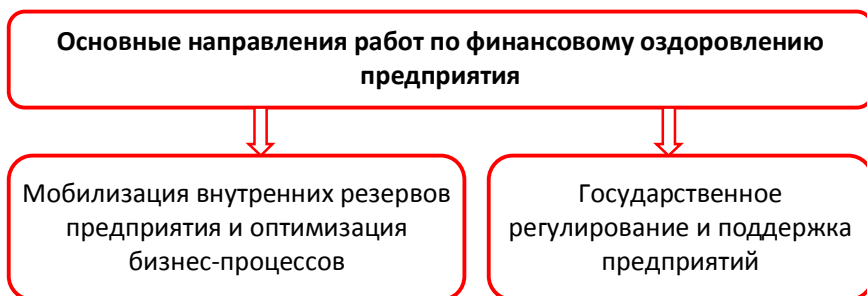 Основные направления работ по финансовому оздоровлению
предприятия
Мобилизация внутренних резервов
предприятия и оптимизация
бизнес-процессов
Государственное
регулирование и поддержка
предприятий